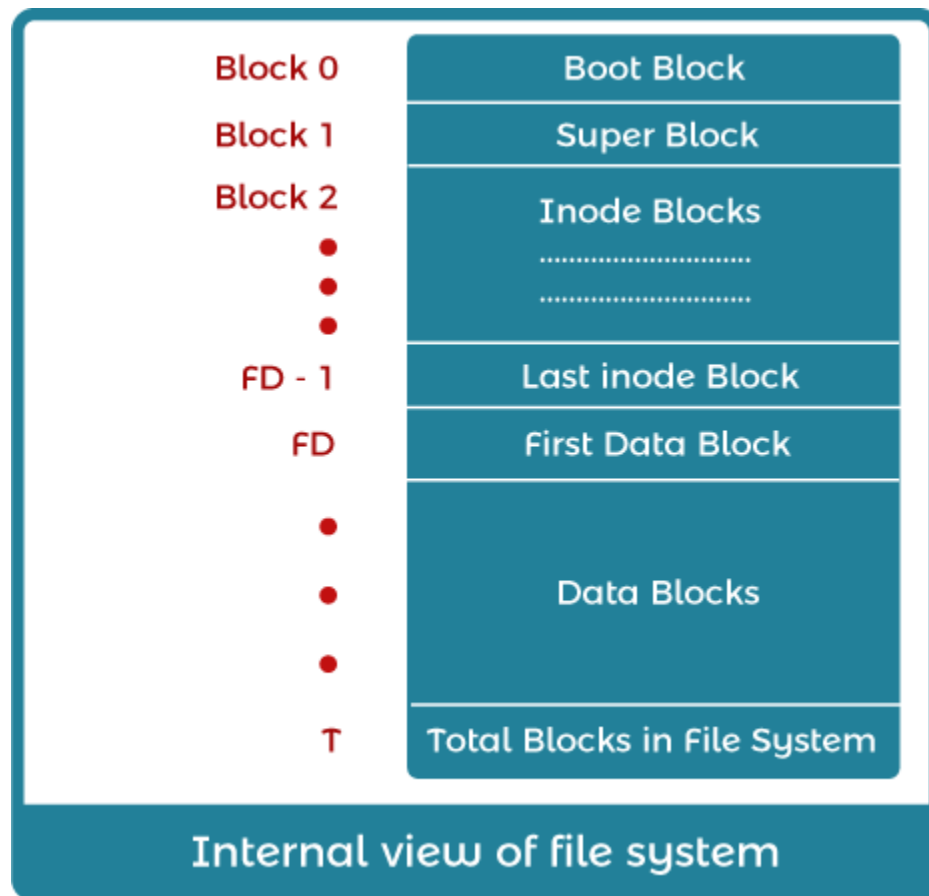 Block 0 Boot Block
Block 1 Super Block
Block 2 Inode Blocks
.............................
.............................
FD - 1 Last inode Block
FD First Data Block
Data Blocks
T Total Blocks in File System
Internal view of file system